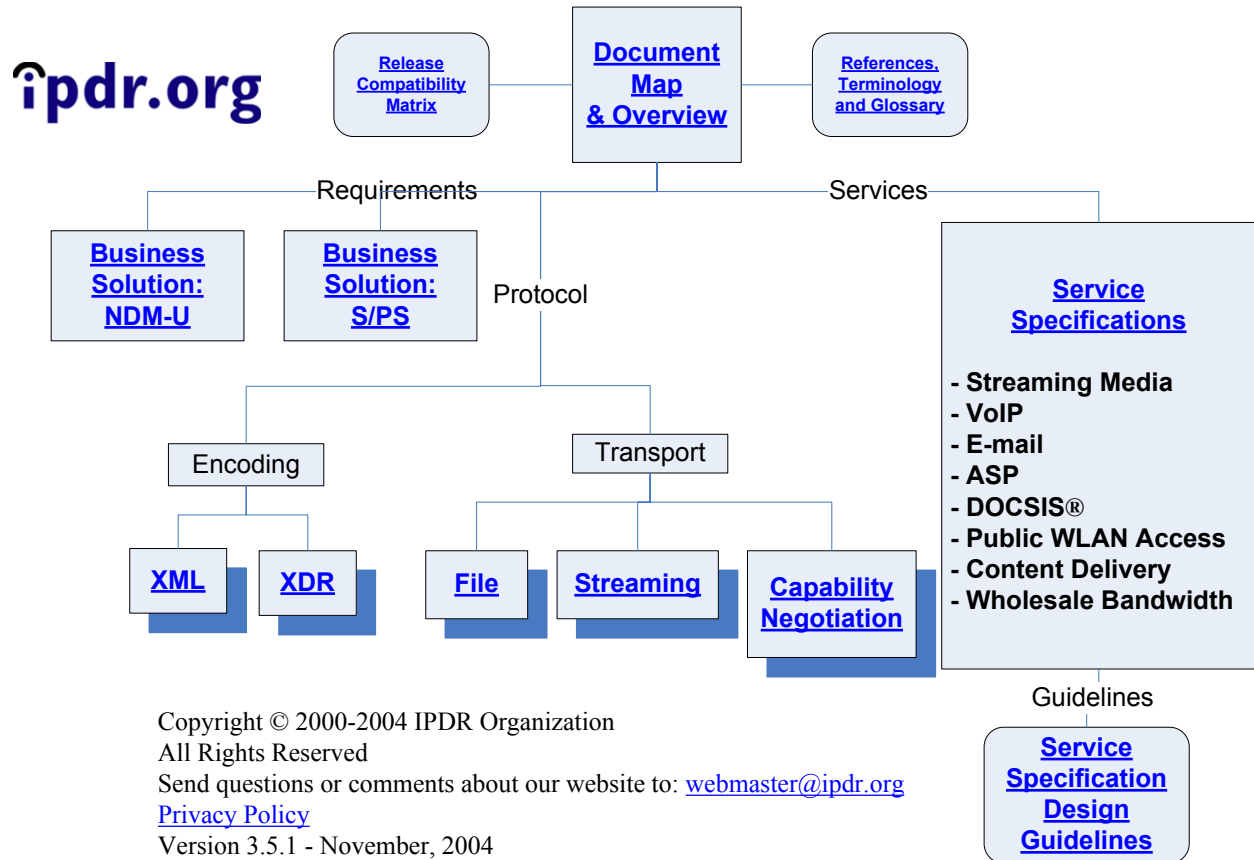 ipdr.org
Release
Compatibility
Matrix
Document
Map
& Overview
References,
Terminology
and Glossary
Requirements
Services
Business
Solution:
NDM-U
Business
Solution:
S/PS
Protocol
Service
Specifications
- Streaming Media
- VoIP
- E-mail
- ASP
- DOCSIS®
- Public WLAN Access
- Content Delivery
- Wholesale Bandwidth
Encoding
Transport
XML
XDR
File
Streaming
Capability
Negotiation
Guidelines
Service
Specification
Design
Guidelines
Copyright © 2000-2004 IPDR Organization
All Rights Reserved
Send questions or comments about our website to: webmaster@ipdr.org
Privacy Policy
Version 3.5.1 - November, 2004